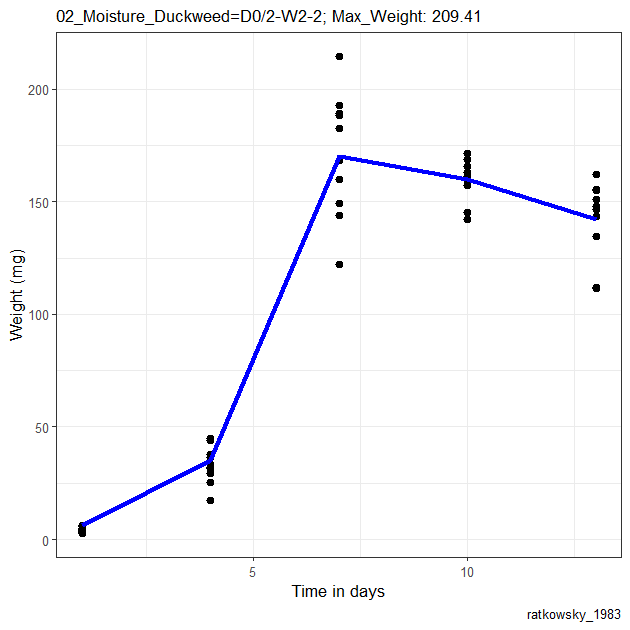 02_Moisture_Duckweed=D0/2-W2-2; Max_Weight: 209.41
200
150
100
50
0
Weight (mg)
5 10
Time in days
ratkowsky_1983